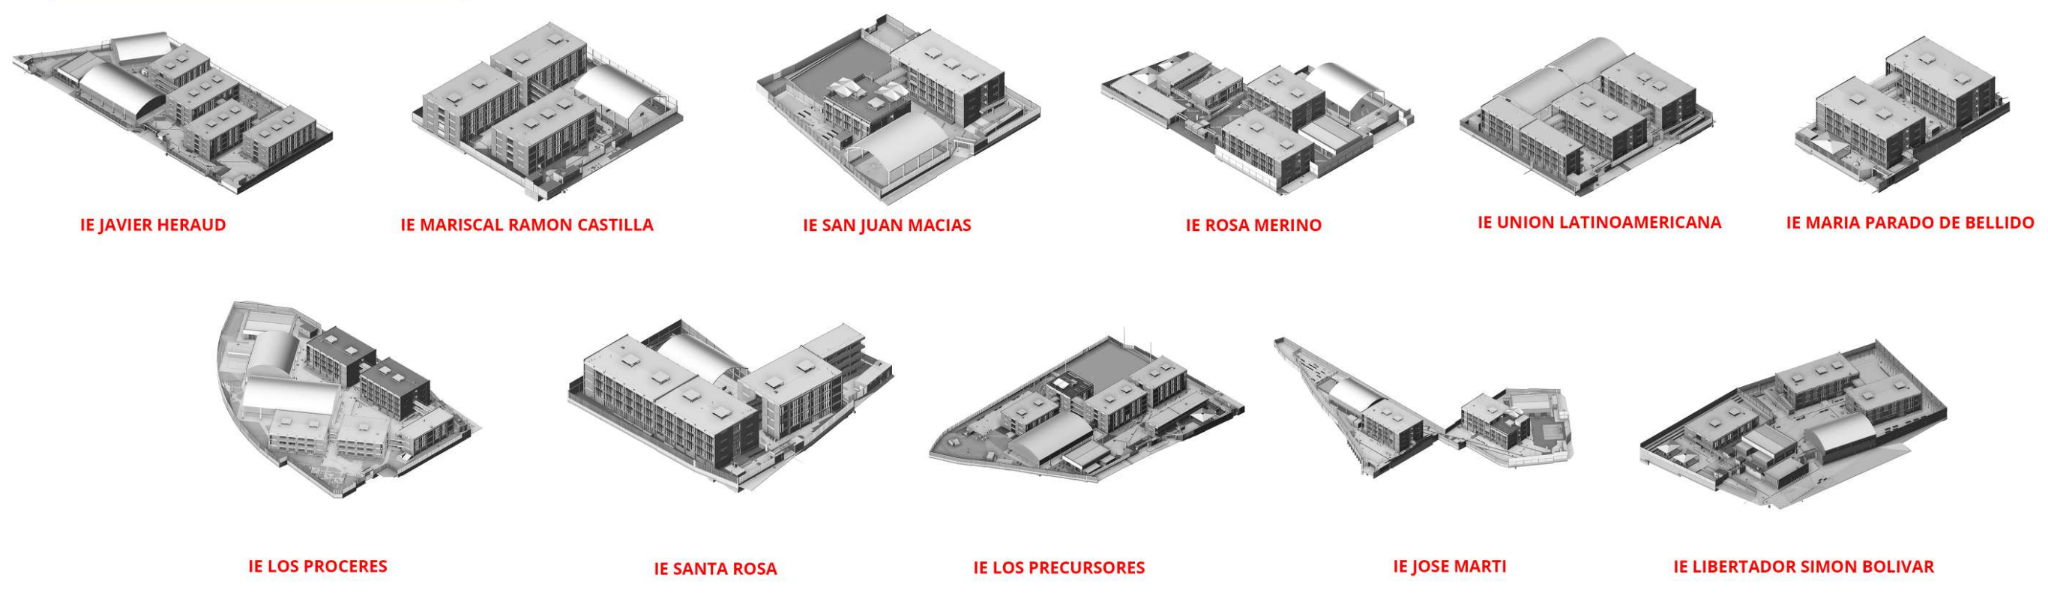 IE JAVIER HERAUD
IE MARISCAL RAMON CASTILLA
IE SAN JUAN MACIAS
IE ROSA MERINO
IE UNION LATINOAMERICANA
IE MARIA PARADO DE BELLIDO
IE LOS PROCERES
IE SANTA ROSA
IE LOS PRECURSORES
IE JOSE MARTI
IE LIBERTADOR SIMON BOLIVAR